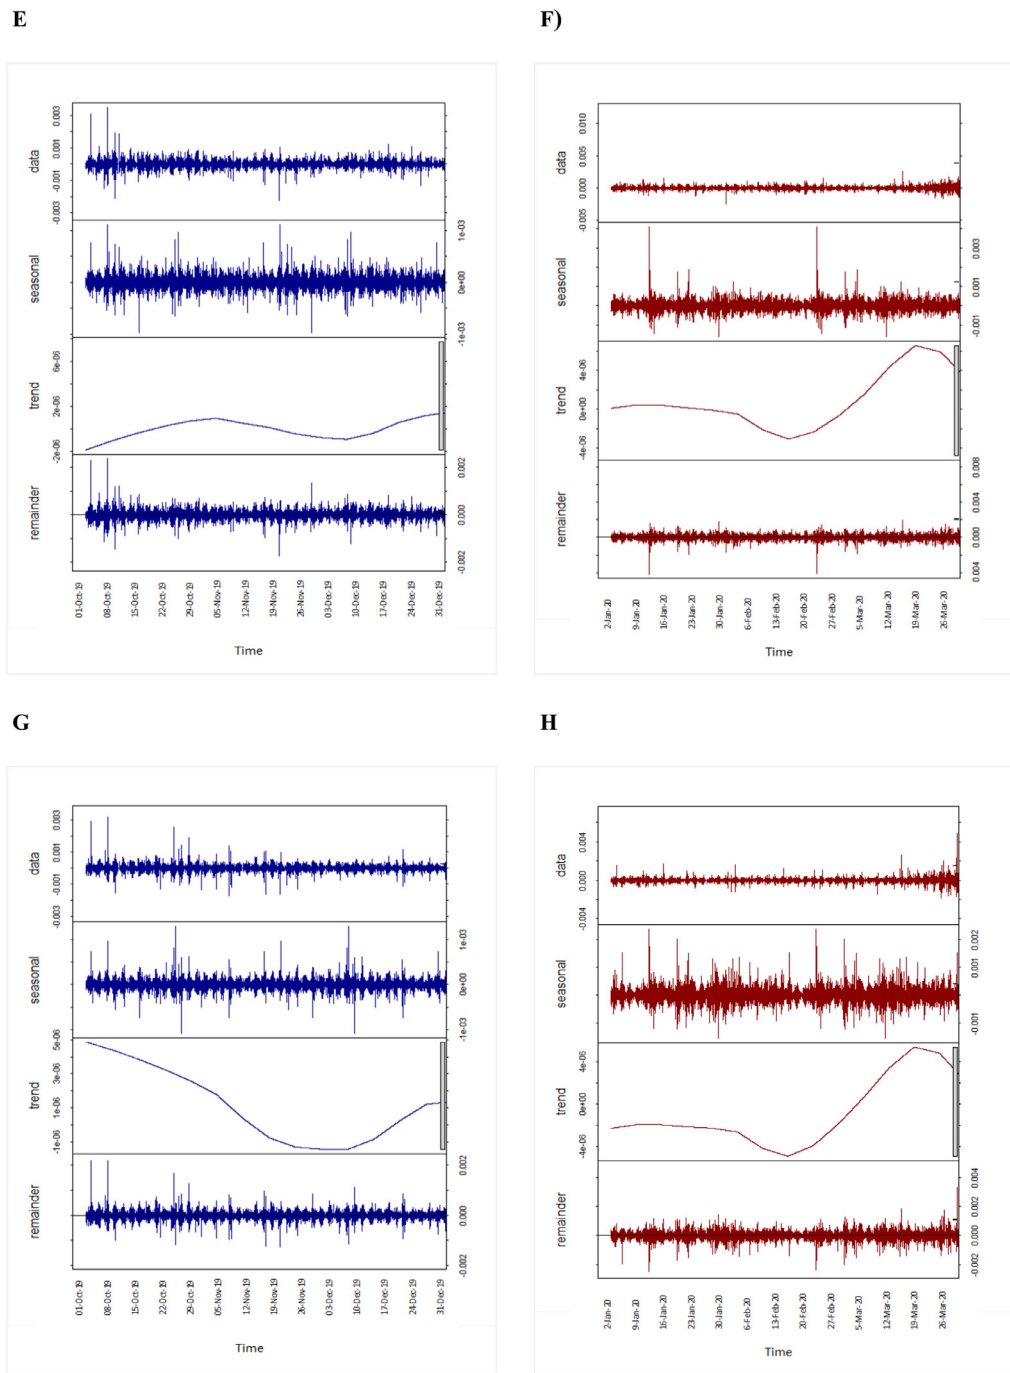 E
F)
data
-0.003
-0.001
0.001
0.003
seasonal
-1e-03
0e+00
1e-03
trend
-2e-06
2e-06
6e-06
remainder
-0.002
0.000
0.002
01-Oct-19
08-Oct-19
15-Oct-19
22-Oct-19
29-Oct-19
05-Nov-19
12-Nov-19
19-Nov-19
26-Nov-19
03-Dec-19
10-Dec-19
17-Dec-19
24-Dec-19
31-Dec-19
Time
data
-0.005
0.000
0.005
0.010
seasonal
-0.001
0.001
0.003
trend
-4e-06
0e+00
4e-06
remainder
0.004
0.000
0.004
0.008
2-Jan-20
9-Jan-20
16-Jan-20
23-Jan-20
30-Jan-20
6-Feb-20
13-Feb-20
20-Feb-20
27-Feb-20
5-Mar-20
12-Mar-20
19-Mar-20
26-Mar-20
Time
G
H
data
-0.003
-0.001
0.001
0.003
seasonal
-1e-03
0e+00
1e-03
trend
-1e-06
1e-06
3e-06
5e-06
remainder
-0.002
0.000
0.002
01-Oct-19
08-Oct-19
15-Oct-19
22-Oct-19
29-Oct-19
05-Nov-19
12-Nov-19
19-Nov-19
26-Nov-19
03-Dec-19
10-Dec-19
17-Dec-19
24-Dec-19
31-Dec-19
Time
data
-0.004
0.000
0.004
seasonal
-0.001
0.001
0.002
trend
-4e-06
0e+00
4e-06
remainder
-0.002
0.000
0.002
0.004
2-Jan-20
9-Jan-20
16-Jan-20
23-Jan-20
30-Jan-20
6-Feb-20
13-Feb-20
20-Feb-20
27-Feb-20
5-Mar-20
12-Mar-20
19-Mar-20
26-Mar-20
Time